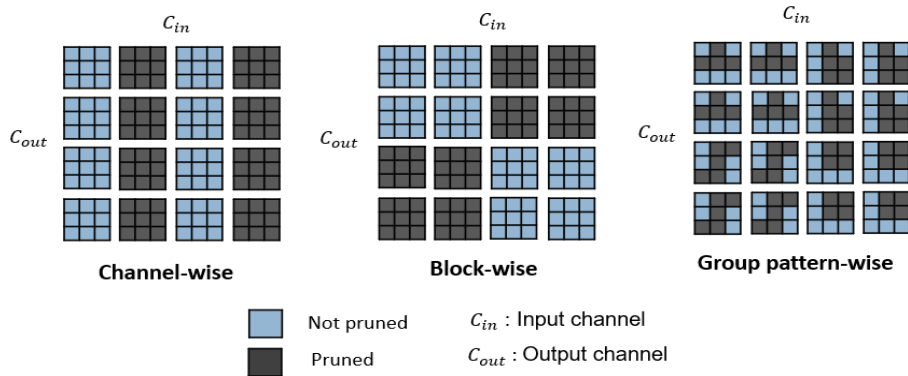 C_in
C_out
Channel-wise
C_in
C_out
Block-wise
C_in
C_out
Group pattern-wise
Not pruned
Pruned
C_in : Input channel
C_out : Output channel